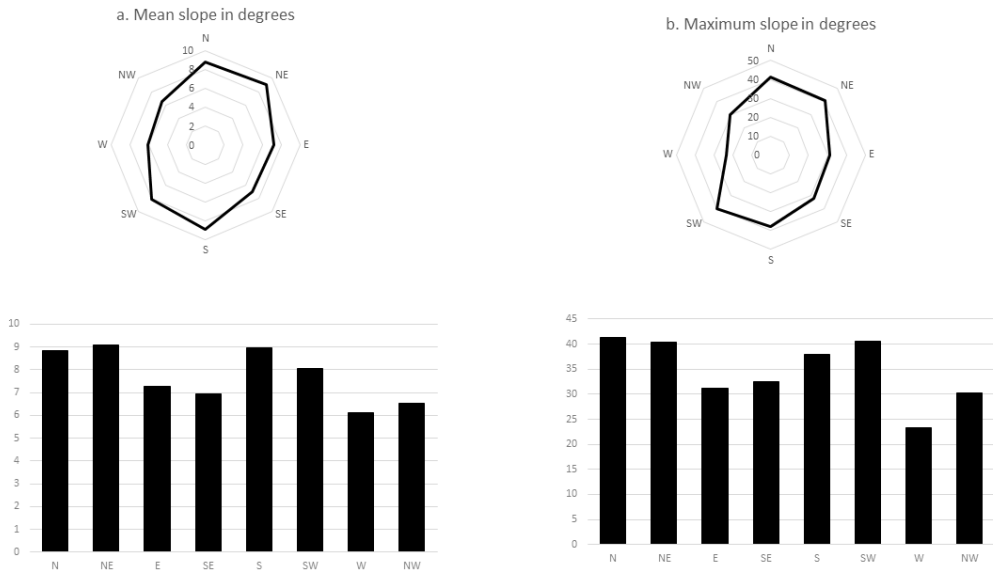 a. Mean slope in degrees
N
10
8
6
4
2
0
NE
E
SE
S
SW
W
NW
b. Maximum slope in degrees
N
50
40
30
20
10
0
NE
E
SE
S
SW
W
NW
10
9
8
7
6
5
4
3
2
1
0
N NE E SE S SW W NW
45
40
35
30
25
20
15
10
5
0
N NE E SE S SW W NW